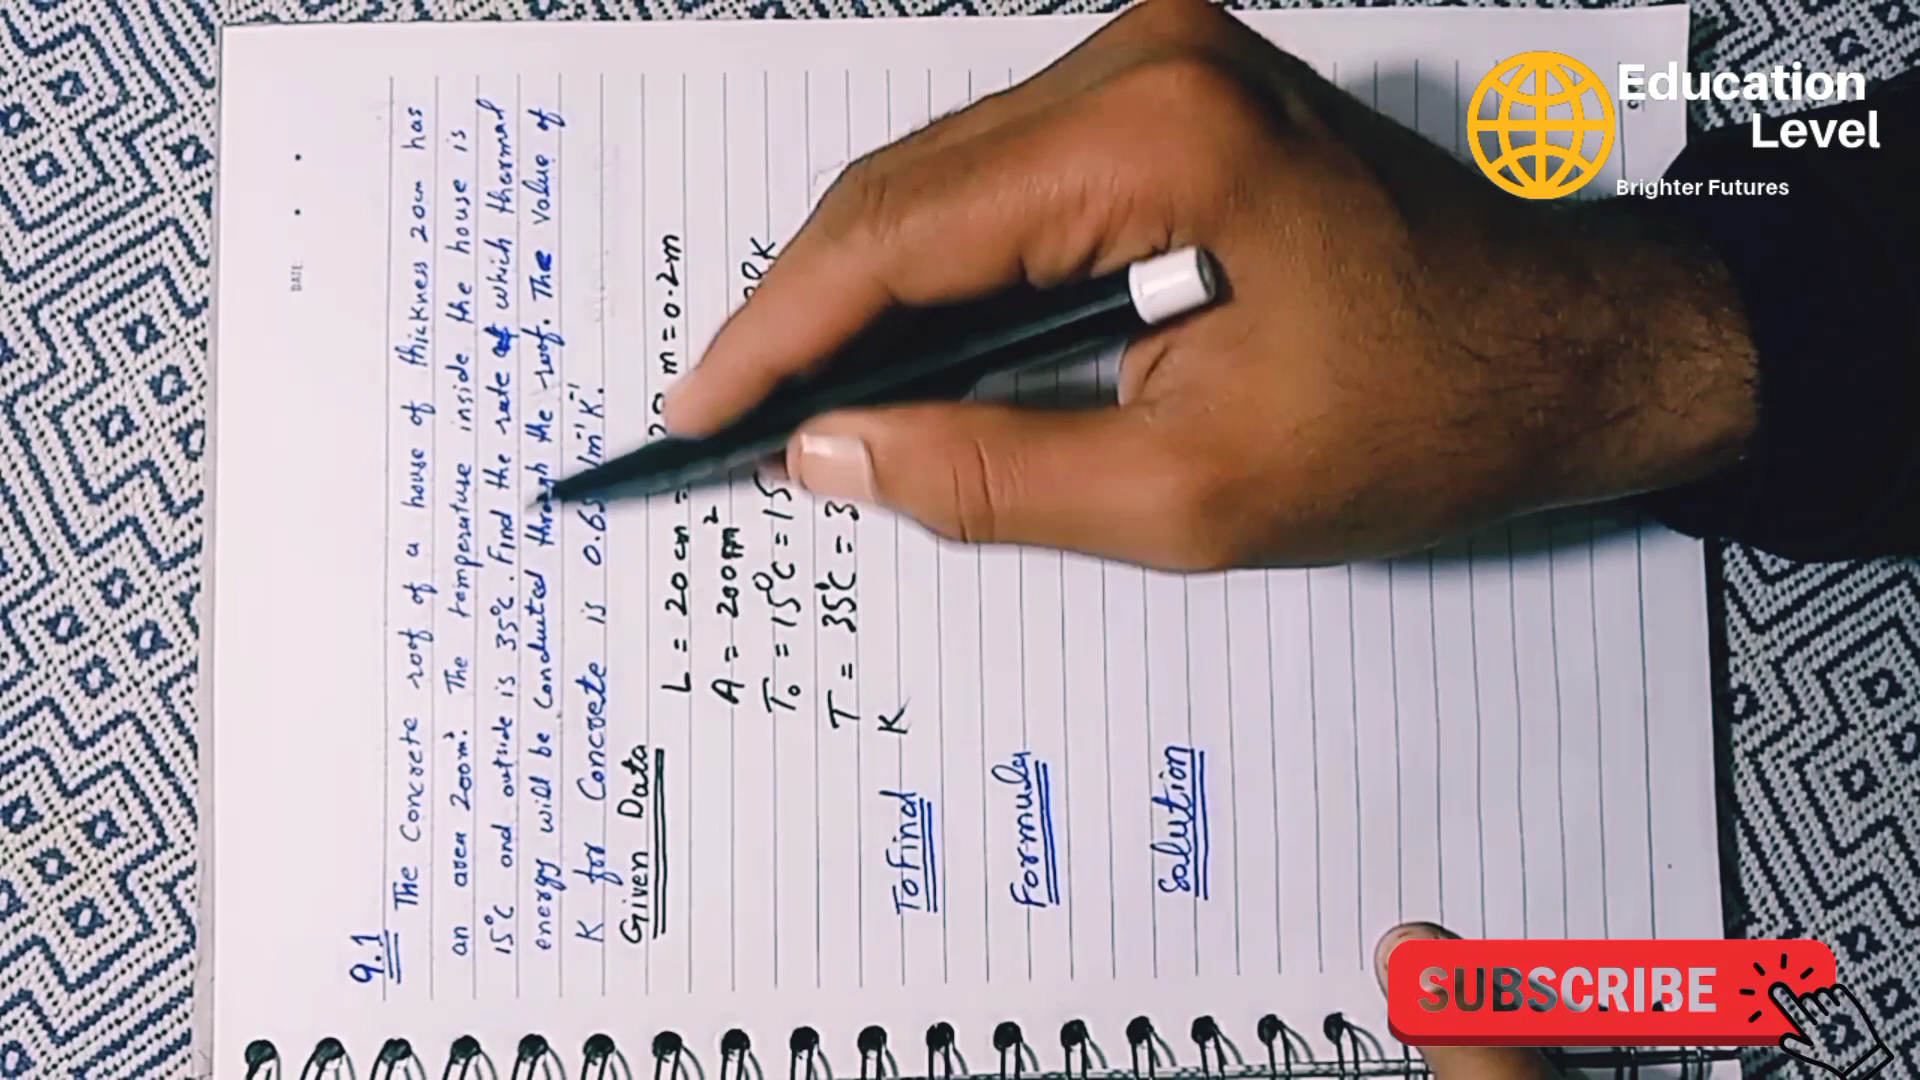 DATE:
9.1 The Concrete roof of a house of thickness 20cm has
an area 200m². The temperature inside the house is
15°C and outside is 35°C. Find the rate at which thermal
energy will be conducted through the roof. The value of
K for Concrete is 0.65 Jm⁻¹K⁻¹.
Given Data
L = 20 cm = m = 0.2m
A = 200m²
T₀ = 15°C = 15 K
T = 35°C = 3
To Find K
Formula
Solution
Education
Level
Brighter Futures
SUBSCRIBE